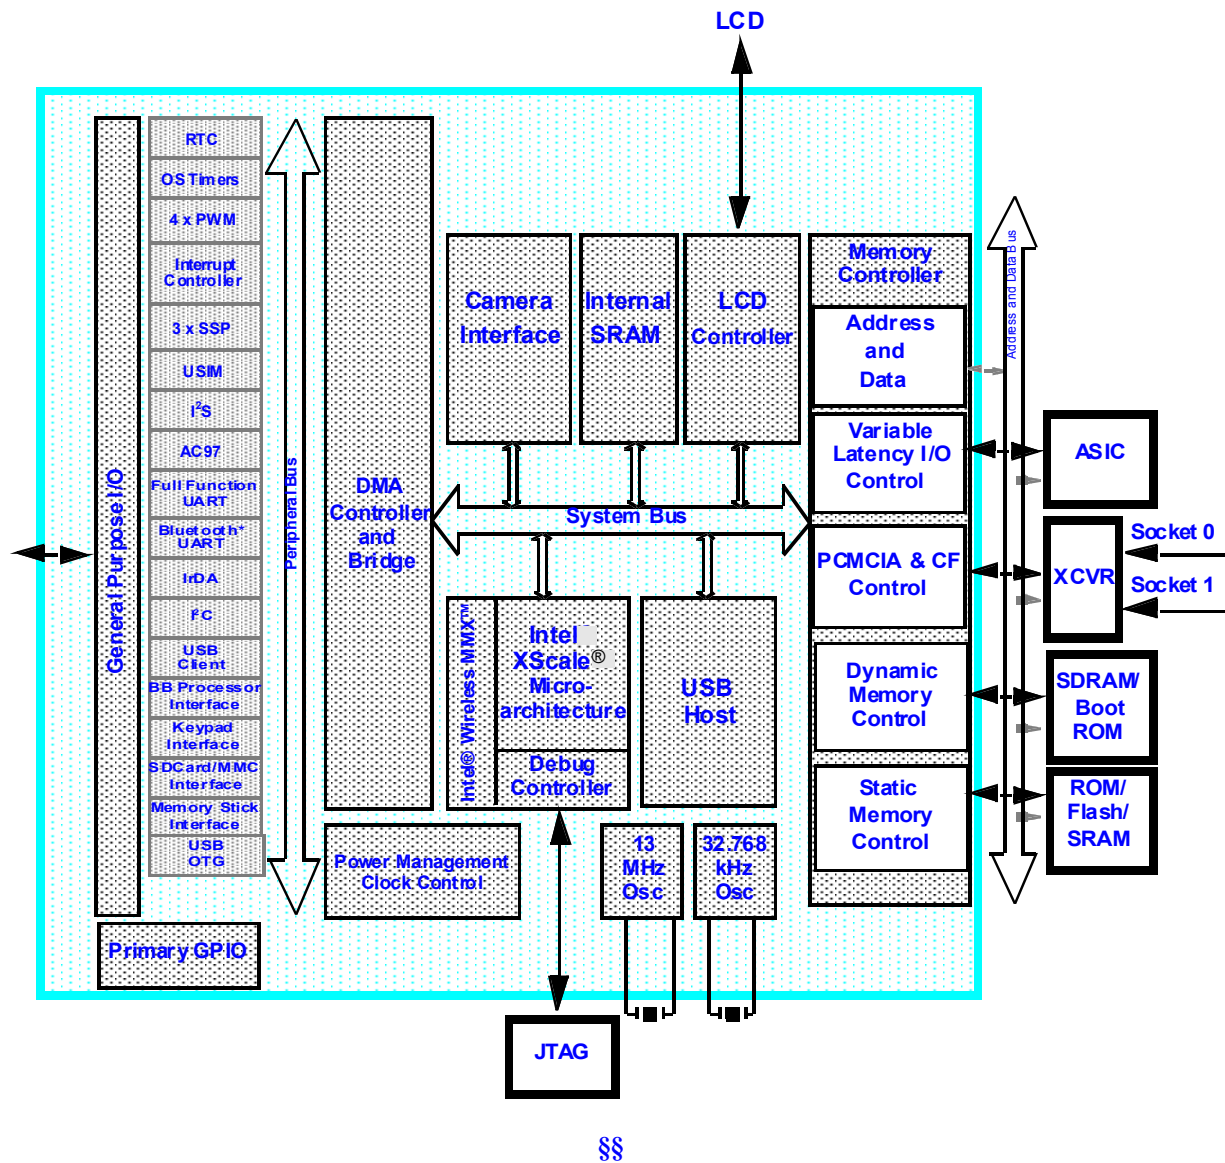 LCD
RTC
OS Timers
4 x PWM
Interrupt
Controller
3 x SSP
USIM
I²S
AC97
Full Function
UART
Bluetooth*
UART
IrDA
I²C
USB
Client
BB Processor
Interface
Keypad
Interface
SDCard/MMC
Interface
Memory Stick
Interface
USB
OTG
General Purpose I/O
Primary GPIO
Peripheral Bus
DMA
Controller
and
Bridge
Power Management
Clock Control
Camera
Interface
Internal
SRAM
LCD
Controller
System Bus
Intel® Wireless MMX™
Intel
XScale®
Micro-
architecture
Debug
Controller
USB
Host
13
MHz
Osc
32.768
kHz
Osc
Memory
Controller
Address
and
Data
Variable
Latency I/O
Control
PCMCIA & CF
Control
Dynamic
Memory
Control
Static
Memory
Control
Address and Data Bus
ASIC
XCVR
Socket 0
Socket 1
SDRAM/
Boot
ROM
ROM/
Flash/
SRAM
JTAG
§§